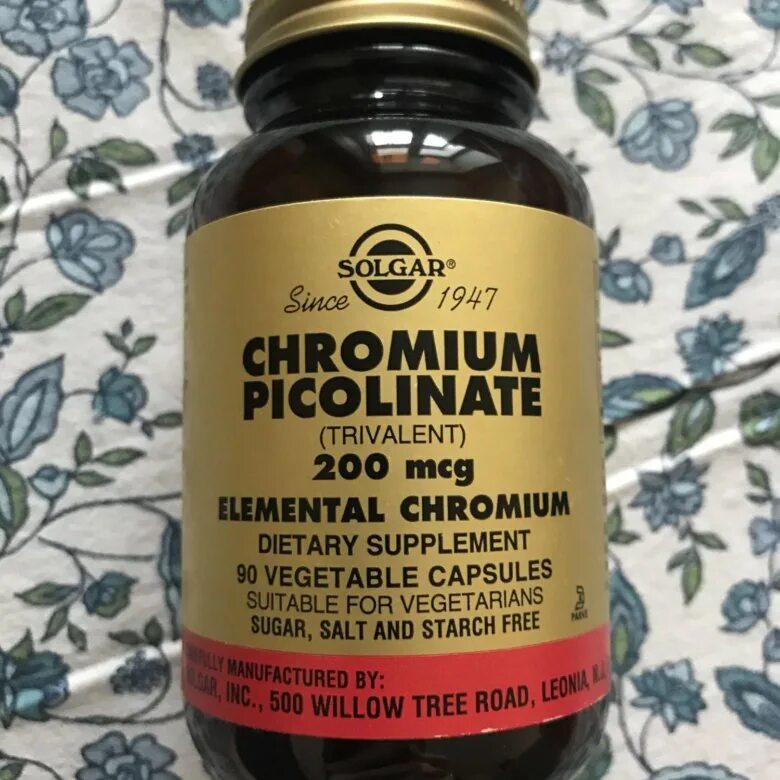 SOLGAR®
Since 1947
CHROMIUM
PICOLINATE
(TRIVALENT)
200 mcg
ELEMENTAL CHROMIUM
DIETARY SUPPLEMENT
90 VEGETABLE CAPSULES
SUITABLE FOR VEGETARIANS
PARVE
SUGAR, SALT AND STARCH FREE
MANUFACTURED BY:
INC., 500 WILLOW TREE ROAD, LEONIA,